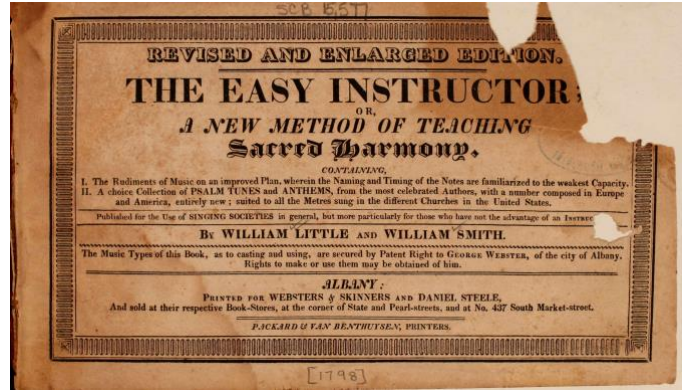 SCB 15,577
REVISED AND ENLARGED EDITION.
THE EASY INSTRUCTOR;
OR,
A NEW METHOD OF TEACHING
Sacred Harmony.
CONTAINING,
I. The Rudiments of Music on an improved Plan, wherein the Naming and Timing of the Notes are familiarized to the weakest Capacity.
II. A choice Collection of PSALM TUNES and ANTHEMS, from the most celebrated Authors, with a number composed in Europe
and America, entirely new; suited to all the Metres sung in the different Churches in the United States.
Published for the Use of SINGING SOCIETIES in general, but more particularly for those who have not the advantage of an
BY WILLIAM LITTLE AND WILLIAM SMITH.
The Music Types of this Book, as to casting and using, are secured by Patent Right to GEORGE WEBSTER, of the city of Albany.
Rights to make or use them may be obtained of him.
ALBANY:
PRINTED FOR WEBSTERS & SKINNERS AND DANIEL STEELE,
And sold at their respective Book-Stores, at the corner of State and Pearl-streets, and at No. 437 South Market-street.
PACKARD & VAN BENTHUYSEN, PRINTERS.
[1798]